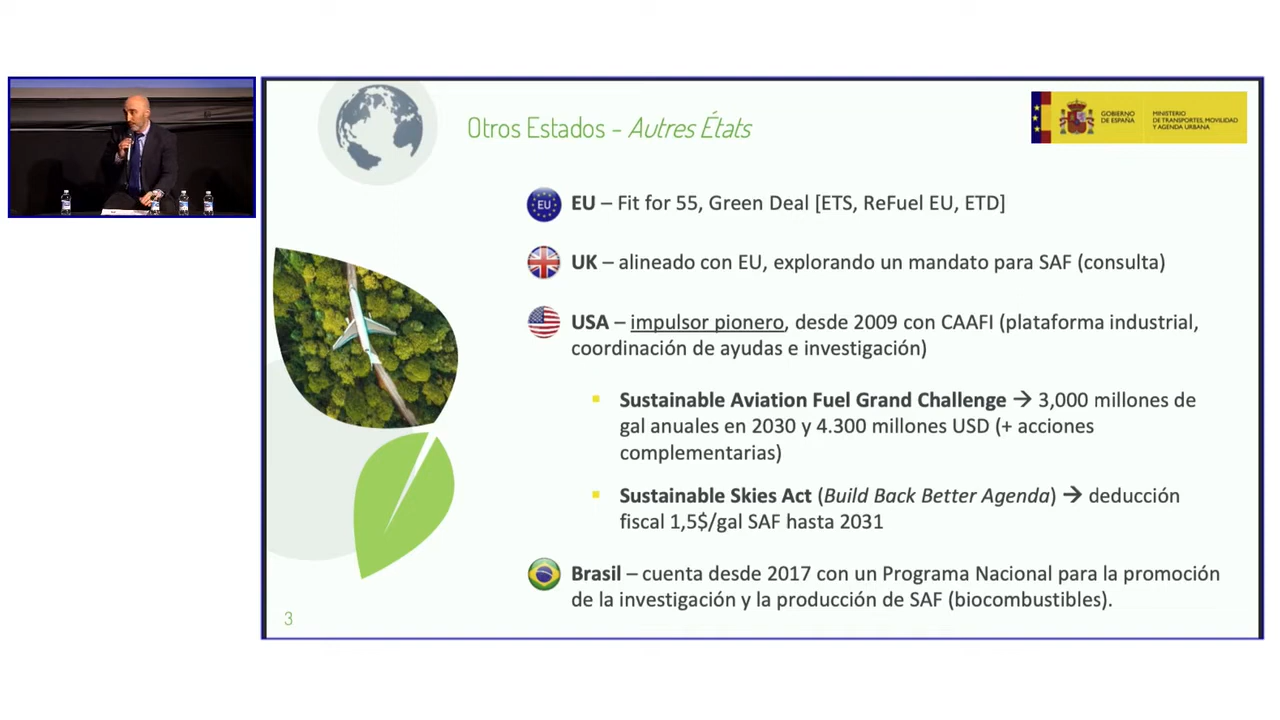 Otros Estados - Autres États
GOBIERNO
DE ESPAÑA
MINISTERIO
DE TRANSPORTES, MOVILIDAD
Y AGENDA URBANA
EU
EU – Fit for 55, Green Deal [ETS, ReFuel EU, ETD]
UK – alineado con EU, explorando un mandato para SAF (consulta)
USA – impulsor pionero, desde 2009 con CAAFI (plataforma industrial,
coordinación de ayudas e investigación)
▪ Sustainable Aviation Fuel Grand Challenge → 3,000 millones de
gal anuales en 2030 y 4.300 millones USD (+ acciones
complementarias)
▪ Sustainable Skies Act (Build Back Better Agenda) → deducción
fiscal 1,5$/gal SAF hasta 2031
Brasil – cuenta desde 2017 con un Programa Nacional para la promoción
de la investigación y la producción de SAF (biocombustibles).
3